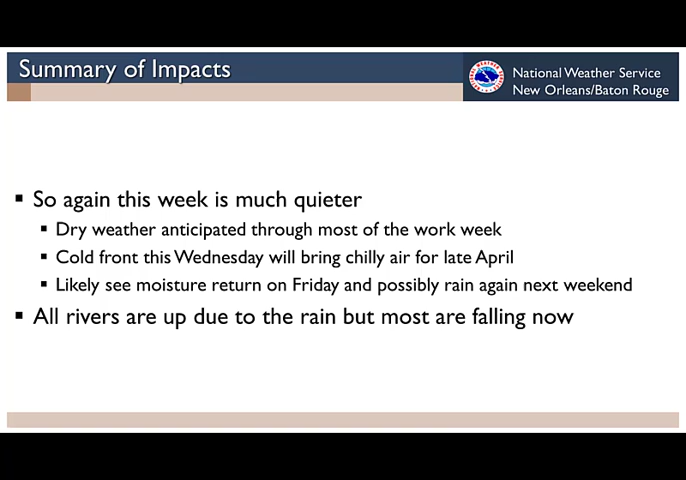 Summary of Impacts
National Weather Service
New Orleans/Baton Rouge
So again this week is much quieter
Dry weather anticipated through most of the work week
Cold front this Wednesday will bring chilly air for late April
Likely see moisture return on Friday and possibly rain again next weekend
All rivers are up due to the rain but most are falling now